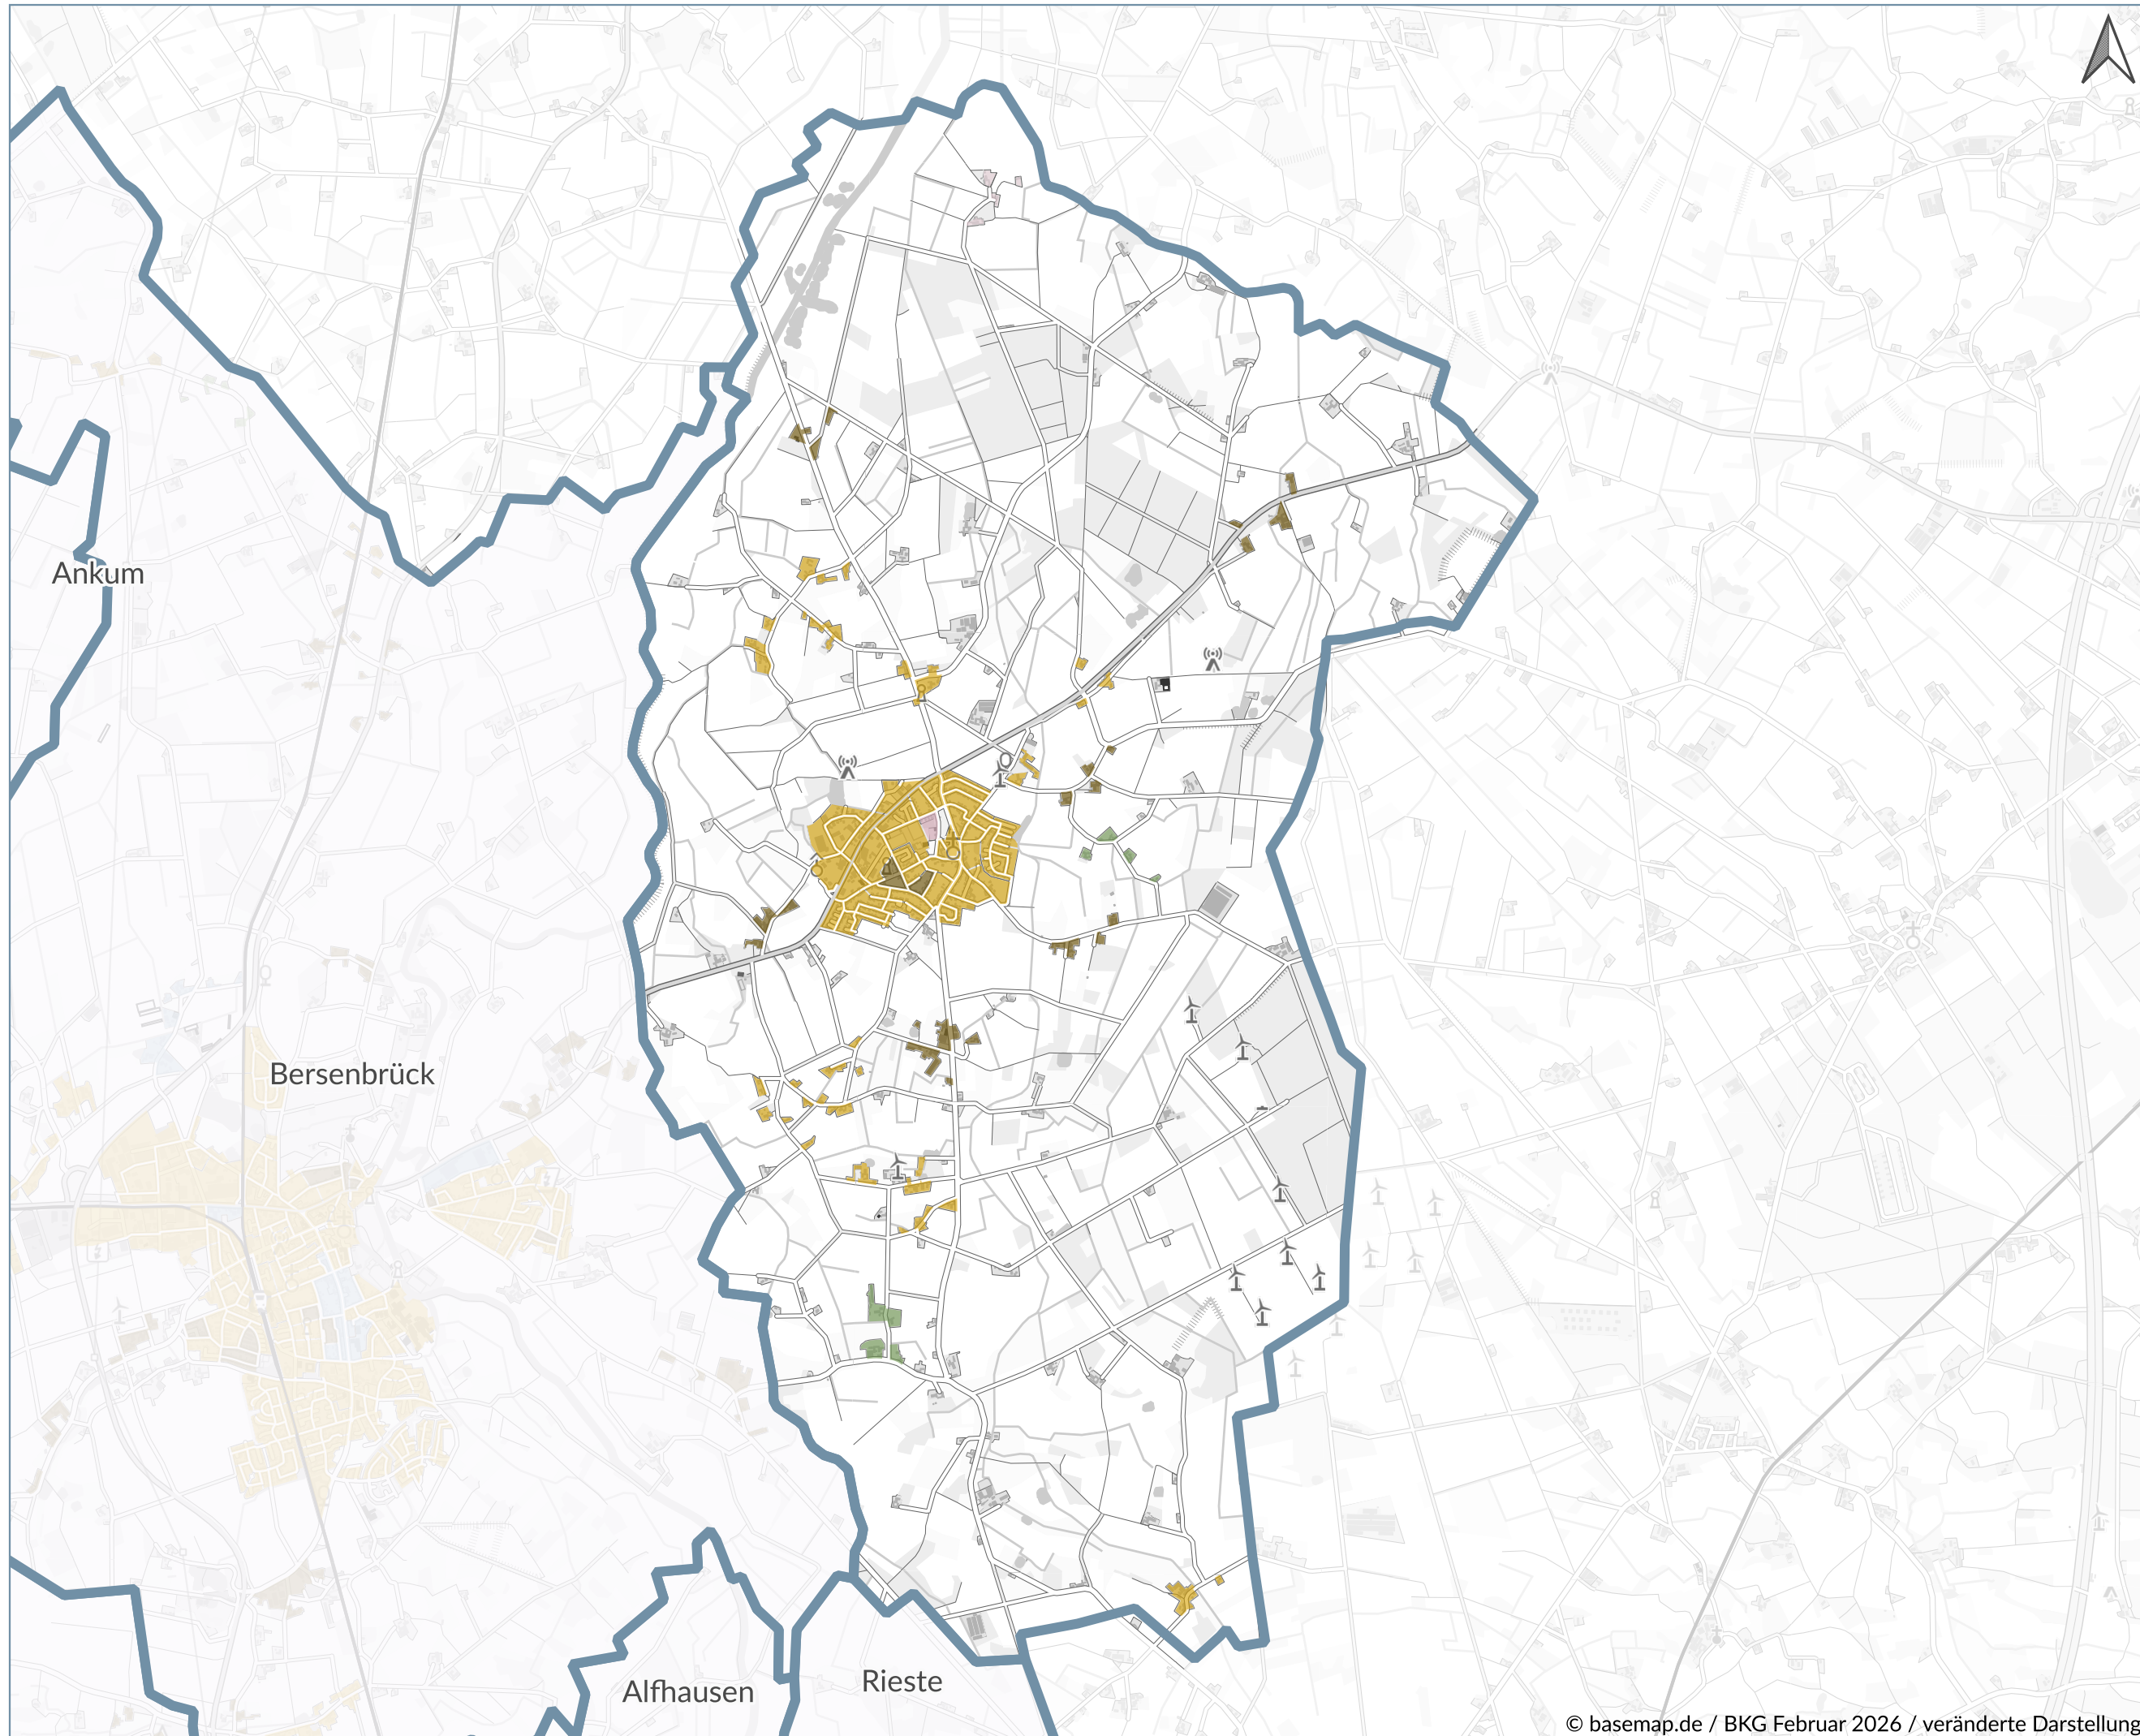 Ankum
Bersenbrück
Rieste
Alfhausen
© basemap.de / BKG Februar 2026 / veränderte Darstellung